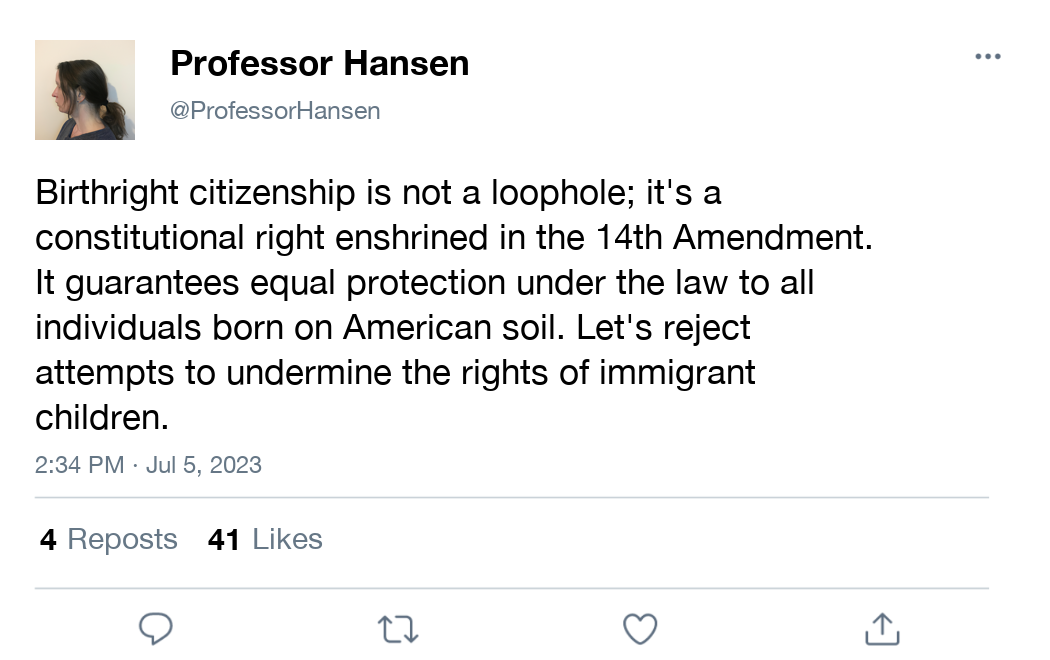 Professor Hansen
@ProfessorHansen
Birthright citizenship is not a loophole; it's a
constitutional right enshrined in the 14th Amendment.
It guarantees equal protection under the law to all
individuals born on American soil. Let's reject
attempts to undermine the rights of immigrant
children.
2:34 PM · Jul 5, 2023
4 Reposts 41 Likes